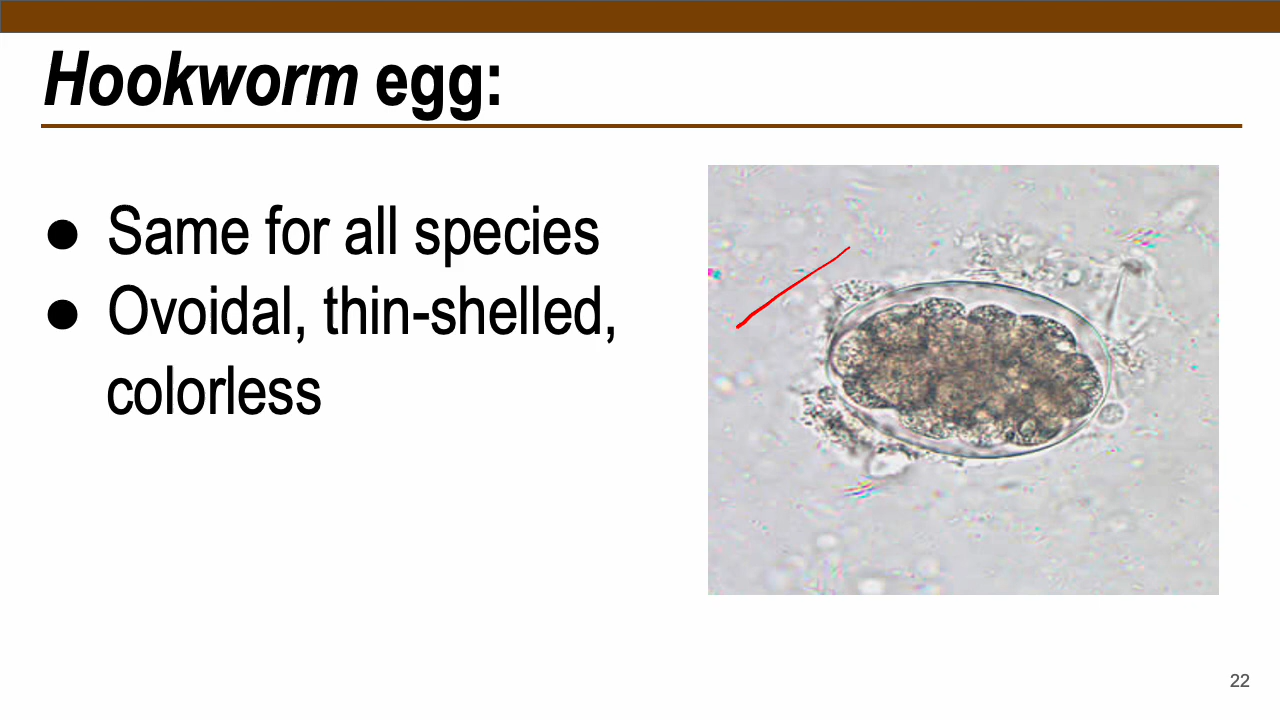 Hookworm egg:
● Same for all species
● Ovoidal, thin-shelled,
colorless
22